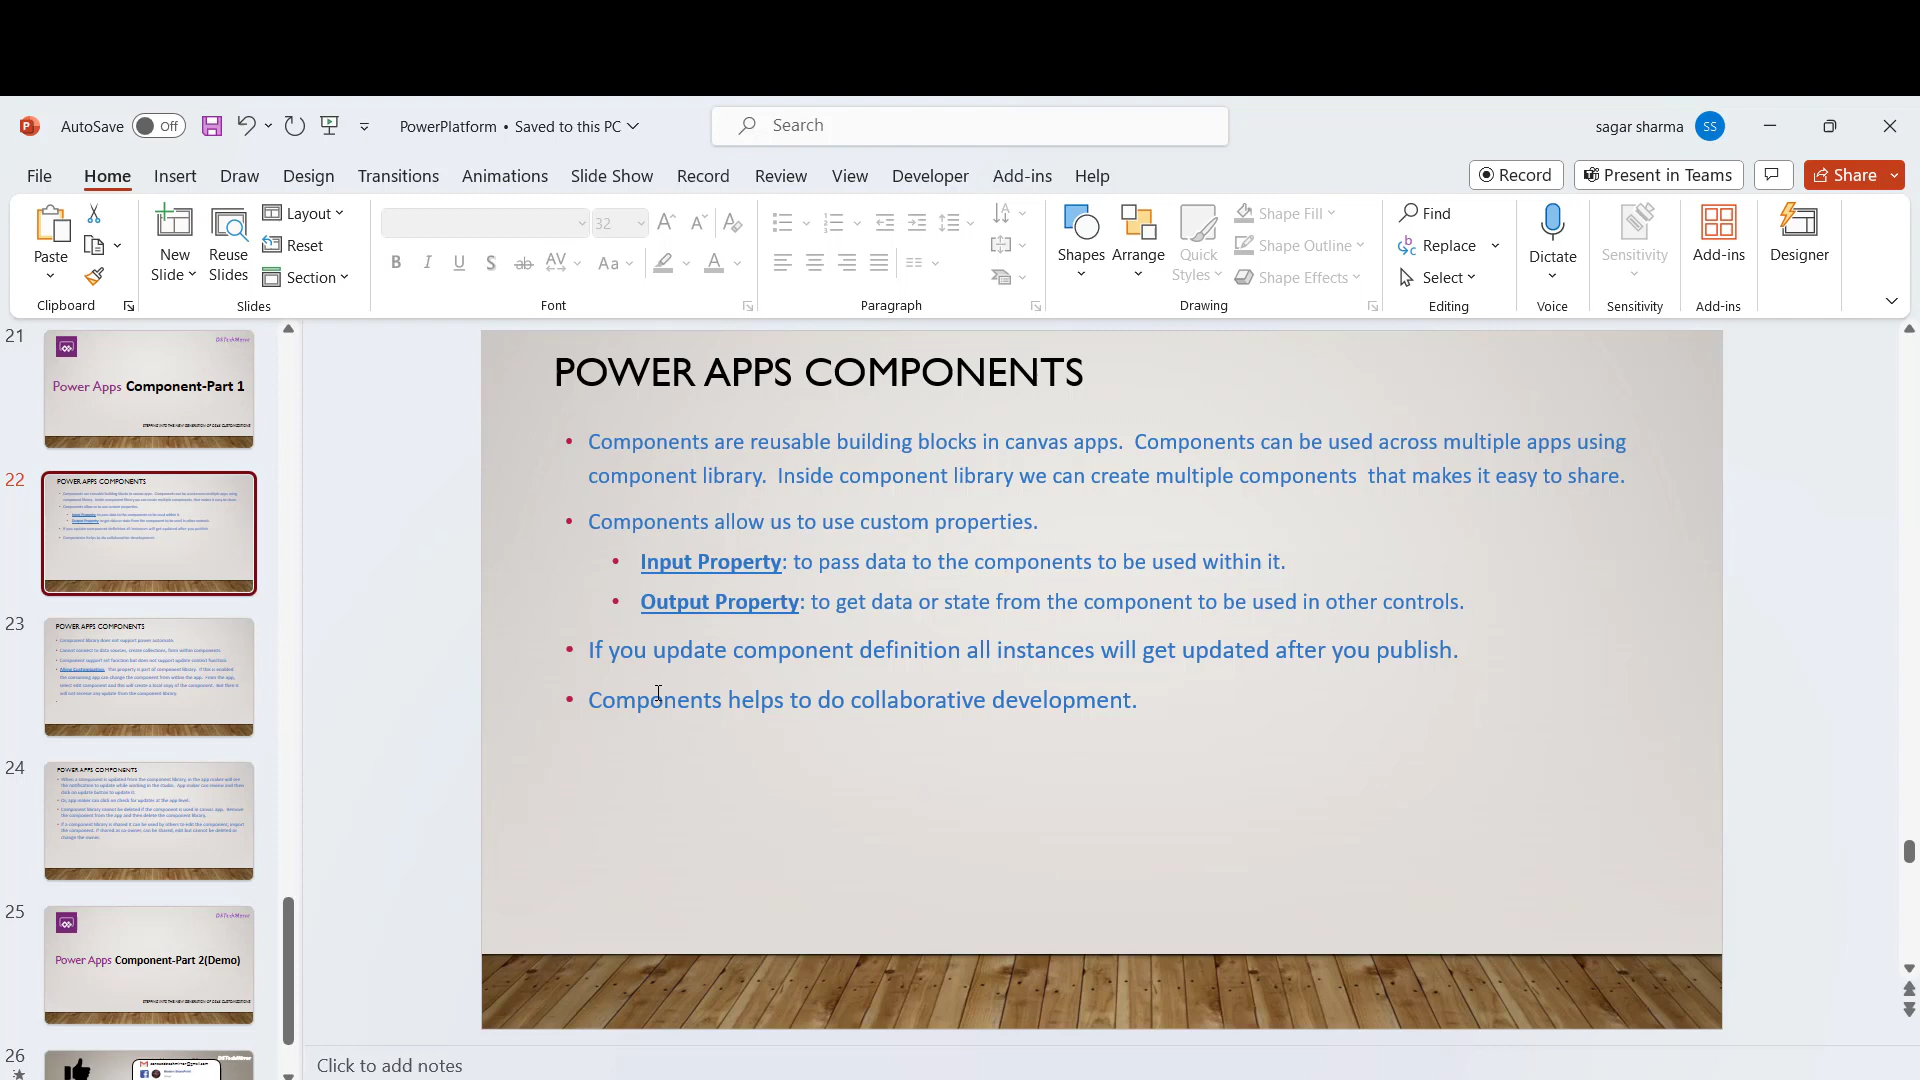 AutoSave Off PowerPlatform • Saved to this PC Search sagar sharma SS
File Home Insert Draw Design Transitions Animations Slide Show Record Review View Developer Add-ins Help Record Present in Teams Share
Paste New Slide Reuse Slides Layout Reset Section 32 B I U S ab AV Aa A Shapes Arrange Quick Styles Shape Fill Shape Outline Shape Effects Find Replace Select Dictate Sensitivity Add-ins Designer
Clipboard Slides Font Paragraph Drawing Editing Voice Sensitivity Add-ins
21
Power Apps Component-Part 1
22
POWER APPS COMPONENTS
23
POWER APPS COMPONENTS
24
POWER APPS COMPONENTS
25
Power Apps Component-Part 2(Demo)
26
POWER APPS COMPONENTS
• Components are reusable building blocks in canvas apps. Components can be used across multiple apps using
component library. Inside component library we can create multiple components that makes it easy to share.
• Components allow us to use custom properties.
• Input Property: to pass data to the components to be used within it.
• Output Property: to get data or state from the component to be used in other controls.
• If you update component definition all instances will get updated after you publish.
• Components helps to do collaborative development.
Click to add notes